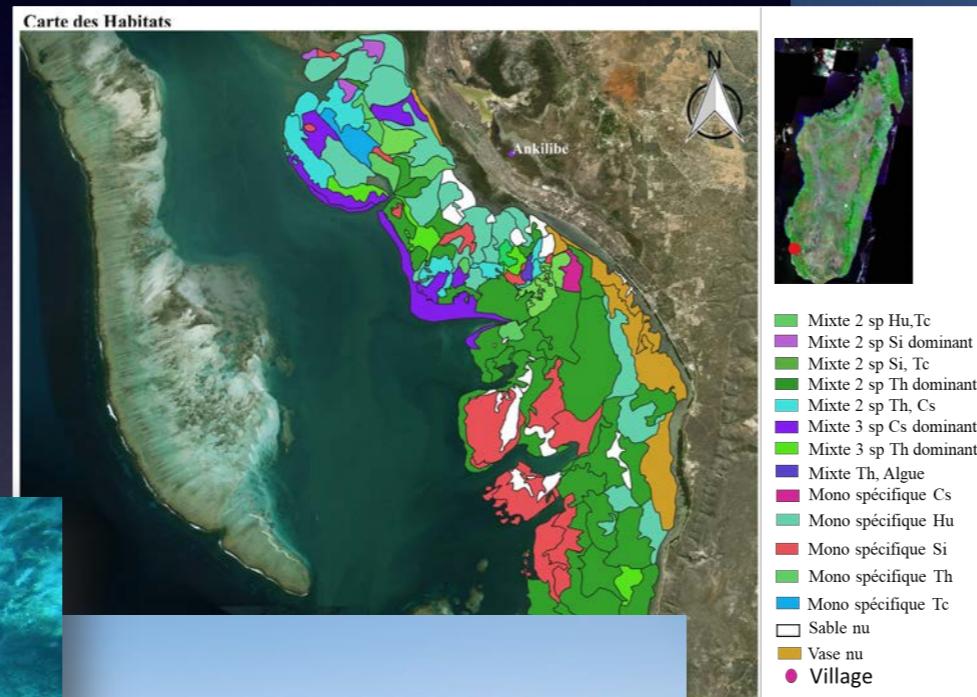 Carte des Habitats
N
Ankilibe
Mixte 2 sp Hu,Tc
Mixte 2 sp Si dominant
Mixte 2 sp Si, Tc
Mixte 2 sp Th dominant
Mixte 2 sp Th, Cs
Mixte 3 sp Cs dominant
Mixte 3 sp Th dominant
Mixte Th, Algue
Mono spécifique Cs
Mono spécifique Hu
Mono spécifique Si
Mono spécifique Th
Mono spécifique Tc
Sable nu
Vase nu
Village